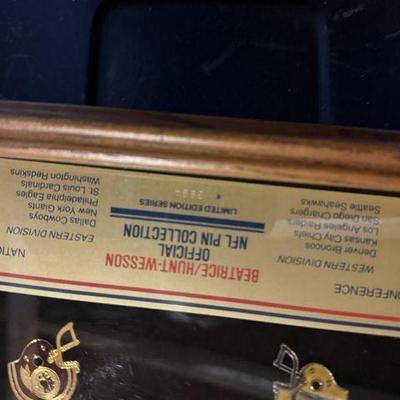 BEATRICE/HUNT-WESSON
OFFICIAL
NFL PIN COLLECTION
LIMITED EDITION SERIES
ONFERENCE
WESTERN DIVISION
Denver Broncos
Kansas City Chiefs
Los Angeles Raiders
San Diego Chargers
Seattle Seahawks
NATIO
EASTERN DIVISION
Dallas Cowboys
New York Giants
Philadelphia Eagles
St. Louis Cardinals
Washington Redskins